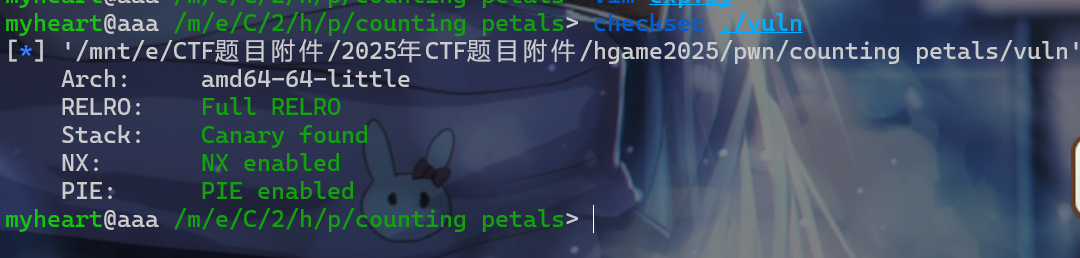 myheart@aaa /m/e/C/2/h/p/counting petals> vim exp.py
myheart@aaa /m/e/C/2/h/p/counting petals> checksec ./vuln
[*] '/mnt/e/CTF题目附件/2025年CTF题目附件/hgame2025/pwn/counting petals/vuln'
Arch: amd64-64-little
RELRO: Full RELRO
Stack: Canary found
NX: NX enabled
PIE: PIE enabled
myheart@aaa /m/e/C/2/h/p/counting petals>